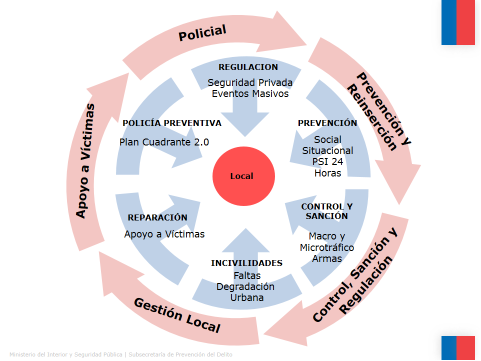 Policial
REGULACION
Seguridad Privada
Eventos Masivos
Prevención y
Reinserción
POLICÍA PREVENTIVA
Plan Cuadrante 2.0
PREVENCIÓN
Social
Situacional
PSI 24
Horas
Apoyo a Víctimas
Local
REPARACIÓN
Apoyo a Víctimas
CONTROL Y
SANCIÓN
Macro y
Microtráfico
Armas
INCIVILIDADES
Faltas
Degradación
Urbana
Control, Sanción y
Regulación
Gestión Local
Ministerio del Interior y Seguridad Pública | Subsecretaría de Prevención del Delito